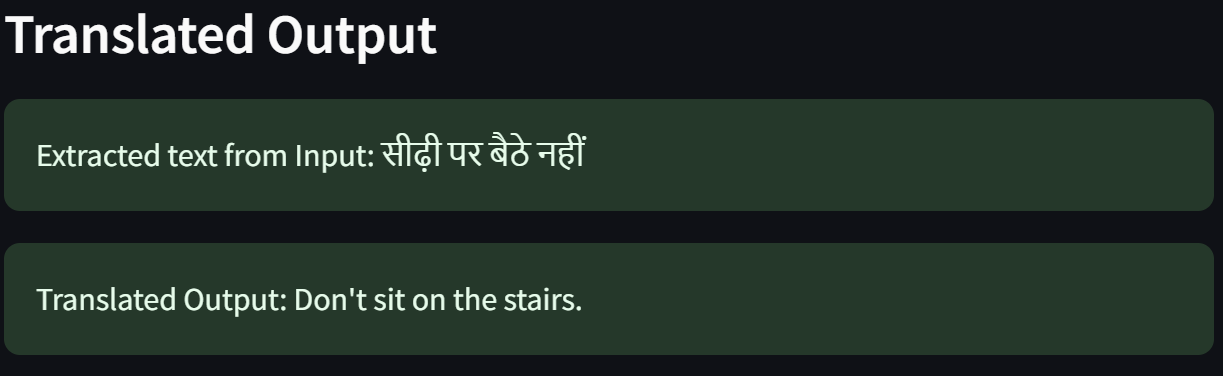 Translated Output
Extracted text from Input: सीढ़ी पर बैठे नहीं
Translated Output: Don't sit on the stairs.